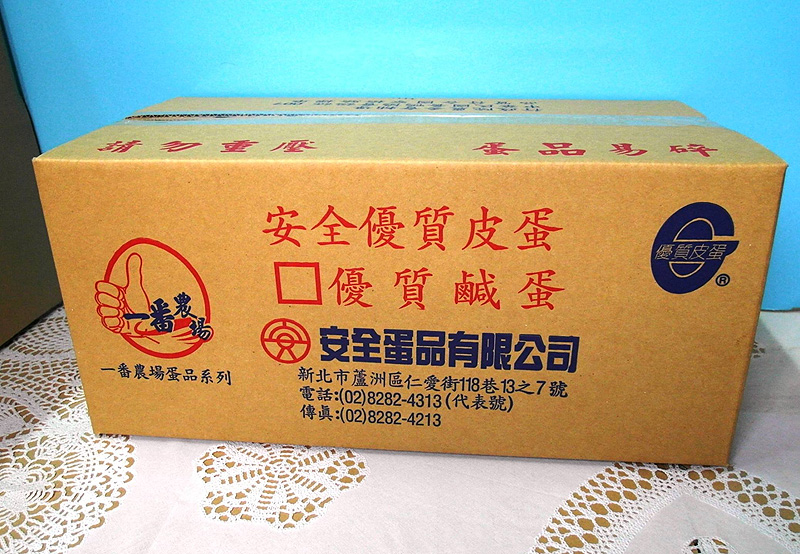 請勿重壓 蛋品易碎
安全優質皮蛋
優質鹹蛋
優質皮蛋
®
一番農場
一番農場蛋品系列
安全蛋品有限公司
新北市蘆洲區仁愛街118巷13之7號
電話:(02)8282-4313(代表號)
傳真:(02)8282-4213